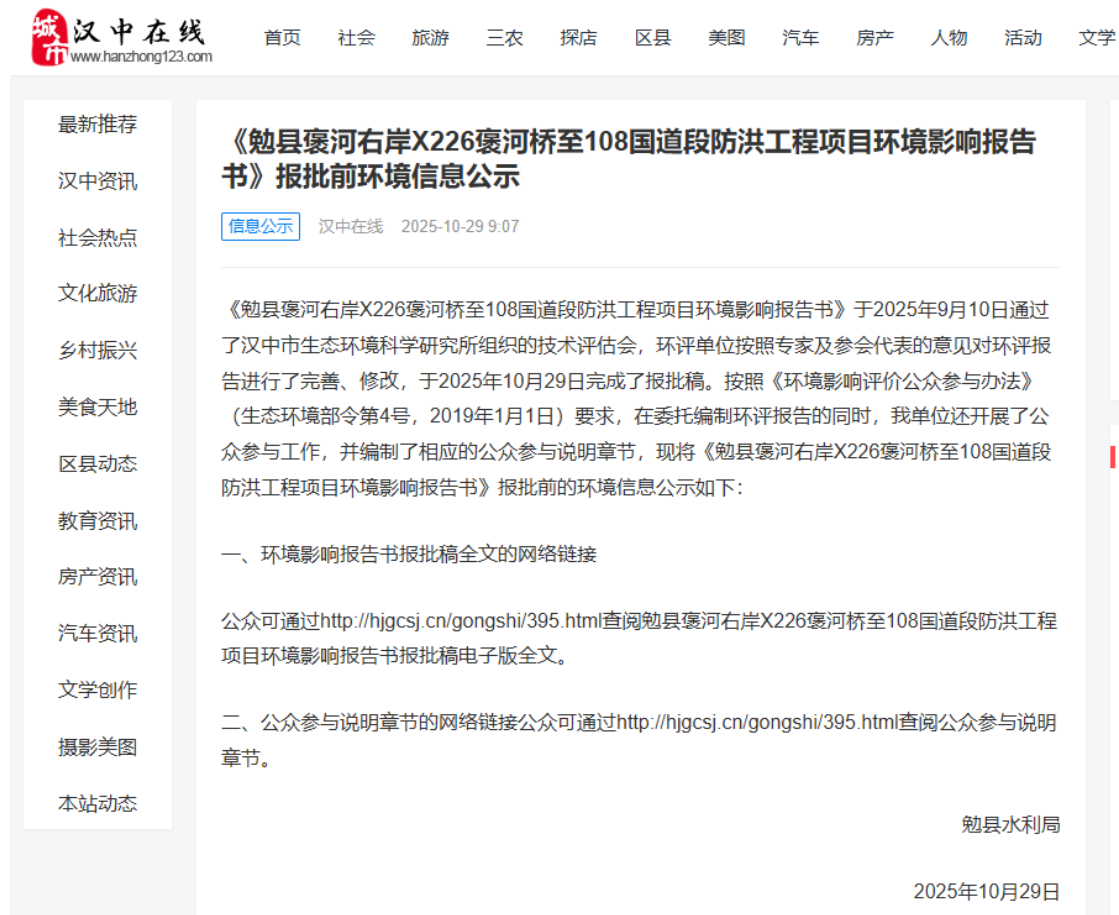 城市
汉中在线
www.hanzhong123.com
首页 社会 旅游 三农 探店 区县 美图 汽车 房产 人物 活动 文学
最新推荐
汉中资讯
社会热点
文化旅游
乡村振兴
美食天地
区县动态
教育资讯
房产资讯
汽车资讯
文学创作
摄影美图
本站动态
《勉县褒河右岸X226褒河桥至108国道段防洪工程项目环境影响报告
书》报批前环境信息公示
信息公示 汉中在线 2025-10-29 9:07
《勉县褒河右岸X226褒河桥至108国道段防洪工程项目环境影响报告书》于2025年9月10日通过
了汉中市生态环境科学研究所组织的技术评估会，环评单位按照专家及参会代表的意见对环评报
告进行了完善、修改，于2025年10月29日完成了报批稿。按照《环境影响评价公众参与办法》
（生态环境部令第4号，2019年1月1日）要求，在委托编制环评报告的同时，我单位还开展了公
众参与工作，并编制了相应的公众参与说明章节，现将《勉县褒河右岸X226褒河桥至108国道段
防洪工程项目环境影响报告书》报批前的环境信息公示如下：
一、环境影响报告书报批稿全文的网络链接
公众可通过http://hjgcsj.cn/gongshi/395.html查阅勉县褒河右岸X226褒河桥至108国道段防洪工程
项目环境影响报告书报批稿电子版全文。
二、公众参与说明章节的网络链接公众可通过http://hjgcsj.cn/gongshi/395.html查阅公众参与说明
章节。
勉县水利局
2025年10月29日